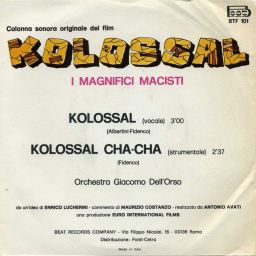 Colonna sonora originale del film
BEAT
BTF 101
KOLOSSAL
I MAGNIFICI MACISTI
KOLOSSAL (vocale) 3'00
(Albertini-Fidenco)
KOLOSSAL CHA-CHA (strumentale) 2'37
(Fidenco)
Orchestra Giacomo Dell'Orso
da un'idea di ENRICO LUCHERINI - commento di MAURIZIO COSTANZO - realizzato da ANTONIO AVATI
una produzione EURO INTERNATIONAL FILMS
BEAT RECORDS COMPANY - Via Filippo Nicolai, 16 - 00136 Roma
Distribuzione: Fonit-Cetra
Made in Italy